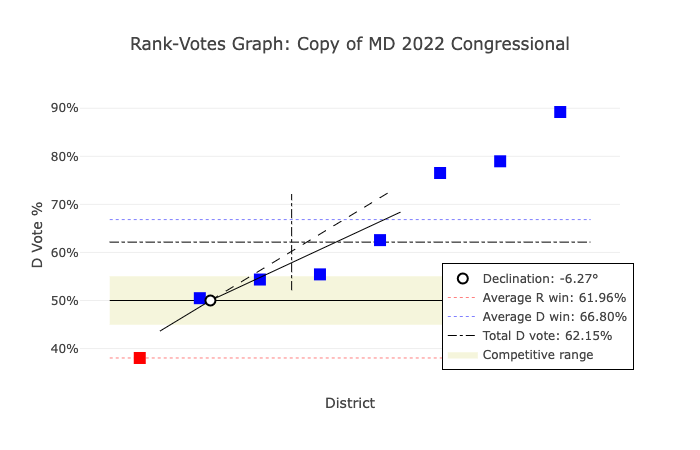 Rank-Votes Graph: Copy of MD 2022 Congressional
90%
80%
70%
60%
50%
40%
D Vote %
District
Declination: -6.27°
Average R win: 61.96%
Average D win: 66.80%
Total D vote: 62.15%
Competitive range